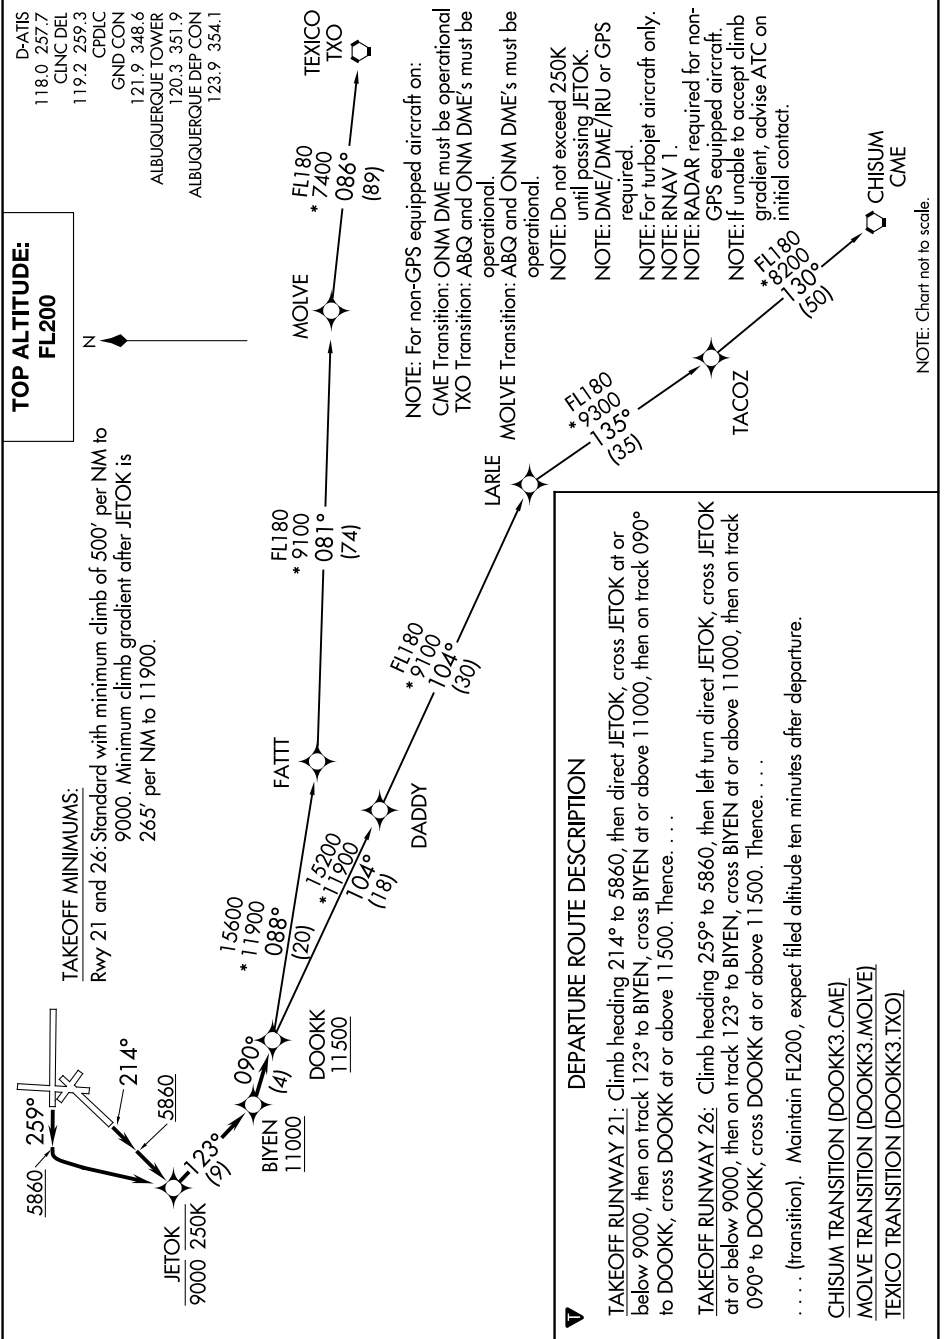 D-ATIS
118.0 257.7
CLNC DEL
119.2 259.3
CPDLC
GND CON
121.9 348.6
ALBUQUERQUE TOWER
120.3 351.9
ALBUQUERQUE DEP CON
123.9 354.1
TOP ALTITUDE:
FL200
TAKEOFF MINIMUMS:
Rwy 21 and 26: Standard with minimum climb of 500' per NM to
9000. Minimum climb gradient after JETOK is
265' per NM to 11900.
N
5860
259°
214°
5860
JETOK
9000 250K
123°
(9)
BIYEN
11000
090°
(4)
DOOKK
11500
15600
*11900
088°
(20)
FATTT
FL180
*9100
081°
(74)
MOLVE
FL180
*7400
086°
(89)
TEXICO
TXO
15200
*11900
104°
(18)
DADDY
FL180
*9100
104°
(30)
LARLE
FL180
*9300
135°
(35)
TACOZ
FL180
*8200
130°
(50)
CHISUM
CME
NOTE: For non-GPS equipped aircraft on:
CME Transition: ONM DME must be operational
TXO Transition: ABQ and ONM DME's must be
operational.
MOLVE Transition: ABQ and ONM DME's must be
operational.
NOTE: Do not exceed 250K
until passing JETOK.
NOTE: DME/DME/IRU or GPS
required.
NOTE: For turbojet aircraft only.
NOTE: RNAV 1.
NOTE: RADAR required for non-
GPS equipped aircraft.
NOTE: If unable to accept climb
gradient, advise ATC on
initial contact.
NOTE: Chart not to scale.
T
DEPARTURE ROUTE DESCRIPTION
TAKEOFF RUNWAY 21: Climb heading 214° to 5860, then direct JETOK, cross JETOK at or
below 9000, then on track 123° to BIYEN, cross BIYEN at or above 11000, then on track 090°
to DOOKK, cross DOOKK at or above 11500. Thence. . . .
TAKEOFF RUNWAY 26: Climb heading 259° to 5860, then left turn direct JETOK, cross JETOK
at or below 9000, then on track 123° to BIYEN, cross BIYEN at or above 11000, then on track
090° to DOOKK, cross DOOKK at or above 11500. Thence. . . .
. . . . (transition). Maintain FL200, expect filed altitude ten minutes after departure.
CHISUM TRANSITION (DOOKK3.CME)
MOLVE TRANSITION (DOOKK3.MOLVE)
TEXICO TRANSITION (DOOKK3.TXO)